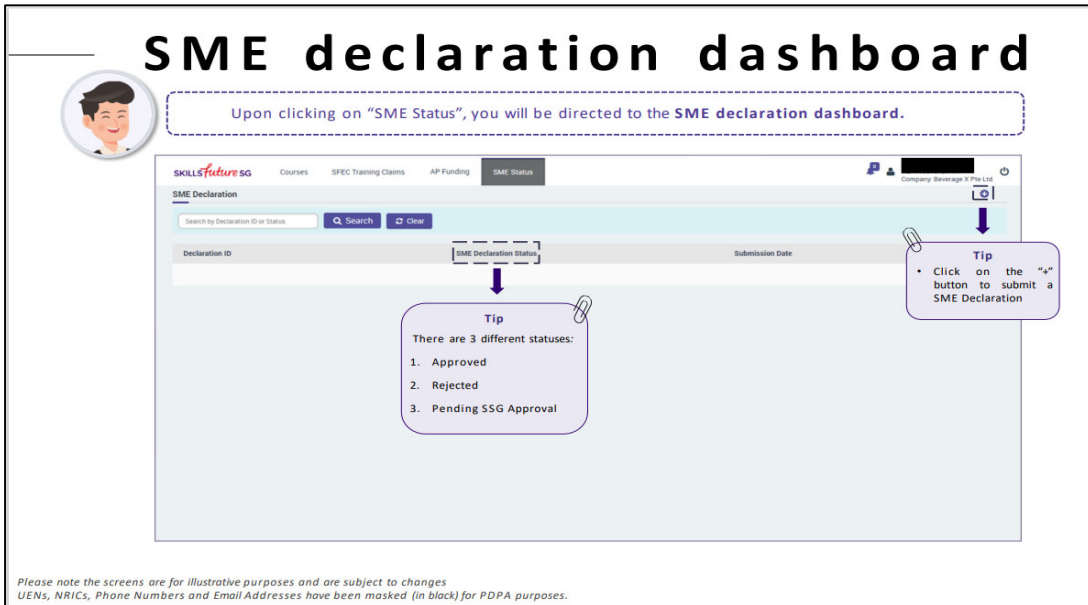 SME declaration dashboard
Upon clicking on “SME Status”, you will be directed to the SME declaration dashboard.
SKILLSfuture SG
Courses
SFEC Training Claims
AP Funding
SME Status
Company Beverage X Pte Ltd
SME Declaration
Search by Declaration ID or Status
Search
Clear
Declaration ID
SME Declaration Status
Submission Date
Tip
• Click on the “+”
button to submit a
SME Declaration
Tip
There are 3 different statuses:
1. Approved
2. Rejected
3. Pending SSG Approval
Please note the screens are for illustrative purposes and are subject to changes
UENs, NRICs, Phone Numbers and Email Addresses have been masked (in black) for PDPA purposes.